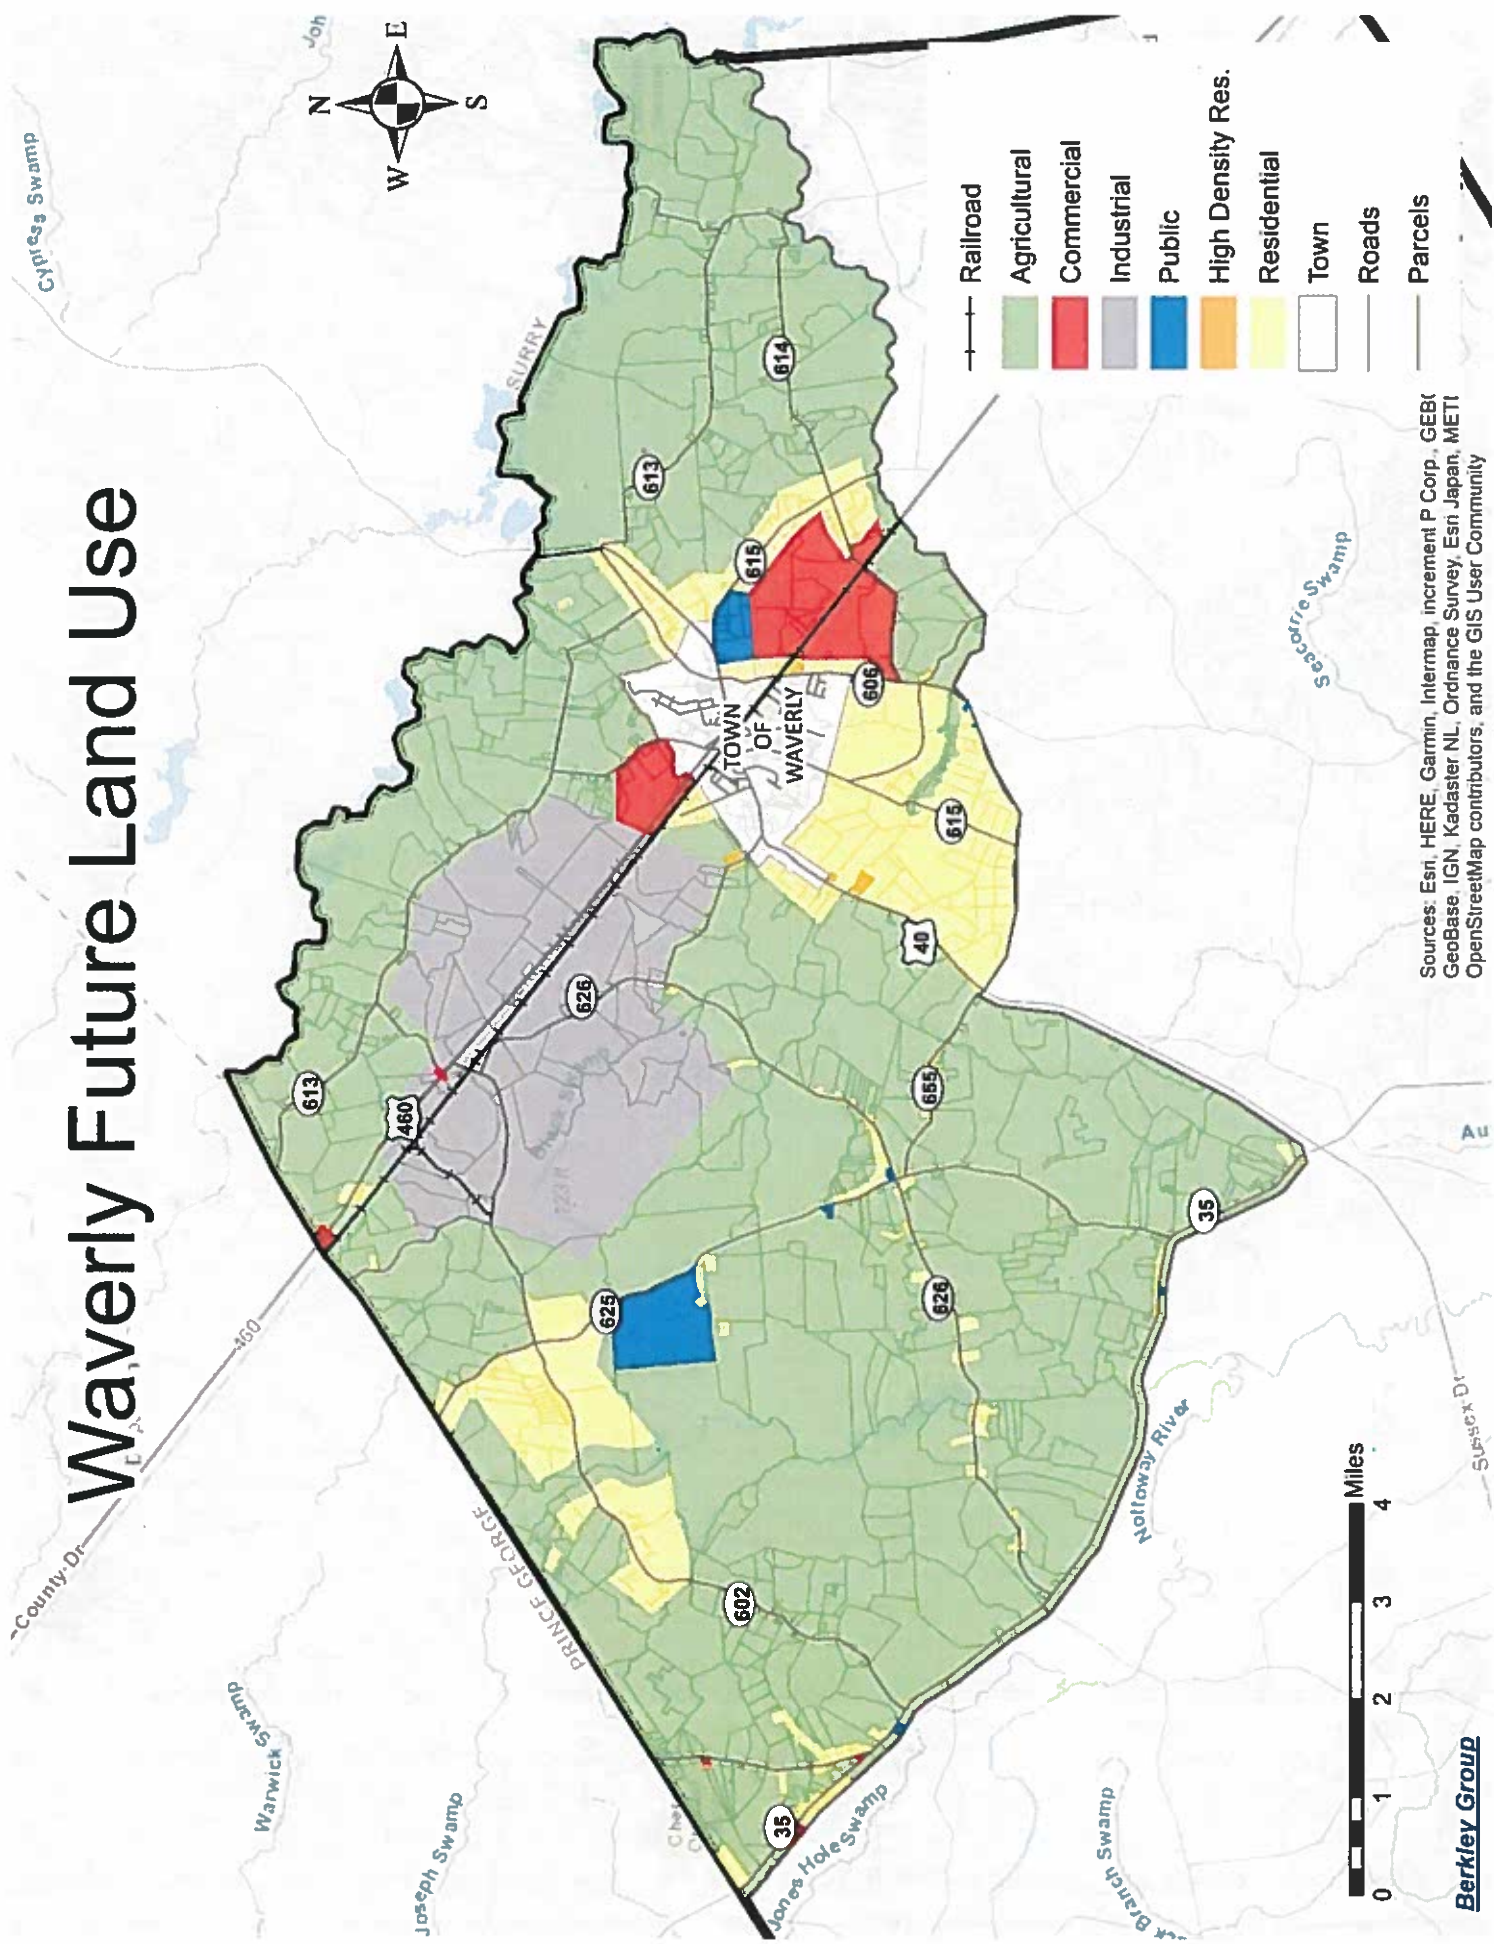 Waverly Future Land Use
N
W
E
S
Cypress Swamp
Joh
County Dr
460
SURRY
PRINCE GEORGE
Warwick Swamp
Joseph Swamp
Jones Hole Swamp
Nottoway River
Seacorrie Swamp
Sussex Dr
Au
613
460
626
613
614
615
606
TOWN
OF
WAVERLY
615
40
655
625
626
602
35
35
Railroad
Agricultural
Commercial
Industrial
Public
High Density Res.
Residential
Town
Roads
Parcels
Sources: Esri, HERE, Garmin, Intermap, increment P Corp., GEB
GeoBase, IGN, Kadaster NL, Ordnance Survey, Esri Japan, METI
OpenStreetMap contributors, and the GIS User Community
Miles
0 1 2 3 4
ck Branch Swamp
Berkley Group